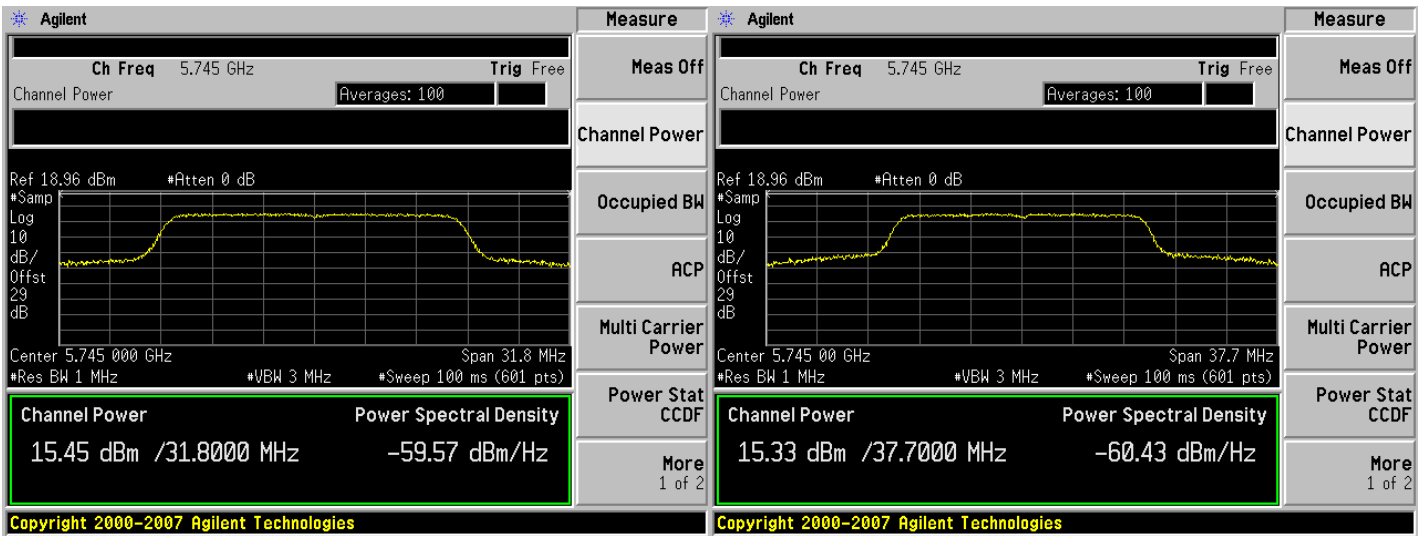 Agilent
Measure
Ch Freq 5.745 GHz
Trig Free
Meas Off
Channel Power
Averages: 100
Channel Power
Ref 18.96 dBm #Atten 0 dB
#Samp
Log
10
dB/
Offst
29
dB
Occupied BW
ACP
Multi Carrier
Power
Center 5.745 000 GHz
Span 31.8 MHz
#Res BW 1 MHz #VBW 3 MHz #Sweep 100 ms (601 pts)
Power Stat
CCDF
Channel Power Power Spectral Density
15.45 dBm /31.8000 MHz -59.57 dBm/Hz
More
1 of 2
Copyright 2000-2007 Agilent Technologies
Agilent
Measure
Ch Freq 5.745 GHz
Trig Free
Meas Off
Channel Power
Averages: 100
Channel Power
Ref 18.96 dBm #Atten 0 dB
#Samp
Log
10
dB/
Offst
29
dB
Occupied BW
ACP
Multi Carrier
Power
Center 5.745 00 GHz
Span 37.7 MHz
#Res BW 1 MHz #VBW 3 MHz #Sweep 100 ms (601 pts)
Power Stat
CCDF
Channel Power Power Spectral Density
15.33 dBm /37.7000 MHz -60.43 dBm/Hz
More
1 of 2
Copyright 2000-2007 Agilent Technologies